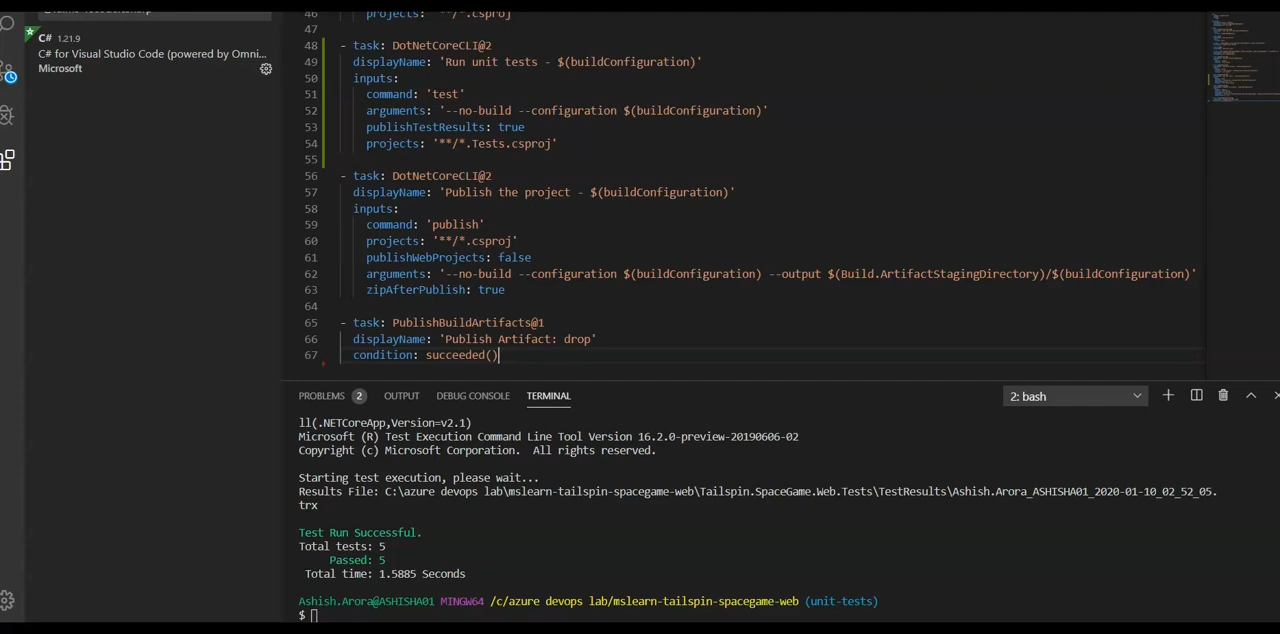 C# 1.21.9
C# for Visual Studio Code (powered by Omni...
Microsoft
46 projects: '**/*.csproj'
47
48 - task: DotNetCoreCLI@2
49 displayName: 'Run unit tests - $(buildConfiguration)'
50 inputs:
51 command: 'test'
52 arguments: '--no-build --configuration $(buildConfiguration)'
53 publishTestResults: true
54 projects: '**/*.Tests.csproj'
55
56 - task: DotNetCoreCLI@2
57 displayName: 'Publish the project - $(buildConfiguration)'
58 inputs:
59 command: 'publish'
60 projects: '**/*.csproj'
61 publishWebProjects: false
62 arguments: '--no-build --configuration $(buildConfiguration) --output $(Build.ArtifactStagingDirectory)/$(buildConfiguration)'
63 zipAfterPublish: true
64
65 - task: PublishBuildArtifacts@1
66 displayName: 'Publish Artifact: drop'
67 condition: succeeded()
PROBLEMS 2 OUTPUT DEBUG CONSOLE TERMINAL 2: bash
ll(.NETCoreApp,Version=v2.1)
Microsoft (R) Test Execution Command Line Tool Version 16.2.0-preview-20190606-02
Copyright (c) Microsoft Corporation. All rights reserved.
Starting test execution, please wait...
Results File: C:\azure devops lab\mslearn-tailspin-spacegame-web\Tailspin.SpaceGame.Web.Tests\TestResults\Ashish.Arora_ASHISHA01_2020-01-10_02_52_05.
trx
Test Run Successful.
Total tests: 5
Passed: 5
Total time: 1.5885 Seconds
Ashish.Arora@ASHISHA01 MINGW64 /c/azure devops lab/mslearn-tailspin-spacegame-web (unit-tests)
$